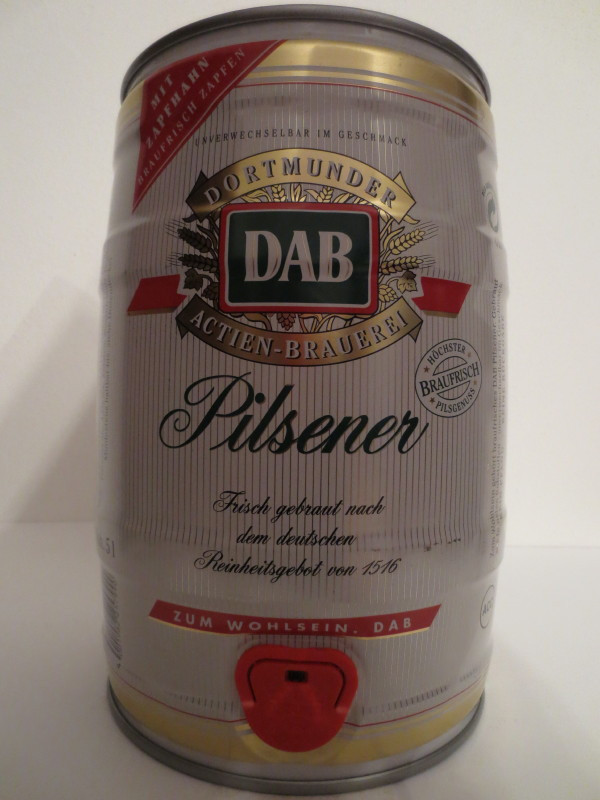 MIT
ZAPFHAHN
BRAUFRISCH ZAPFEN
UNVERWECHSELBAR IM GESCHMACK
DORTMUNDER
DAB
ACTIEN-BRAUEREI
HÖCHSTER
BRAUFRISCH
PILSGENUSS
Pilsener
Frisch gebraut nach
dem deutschen
Reinheitsgebot von 1516
5 l
ZUM WOHLSEIN. DAB